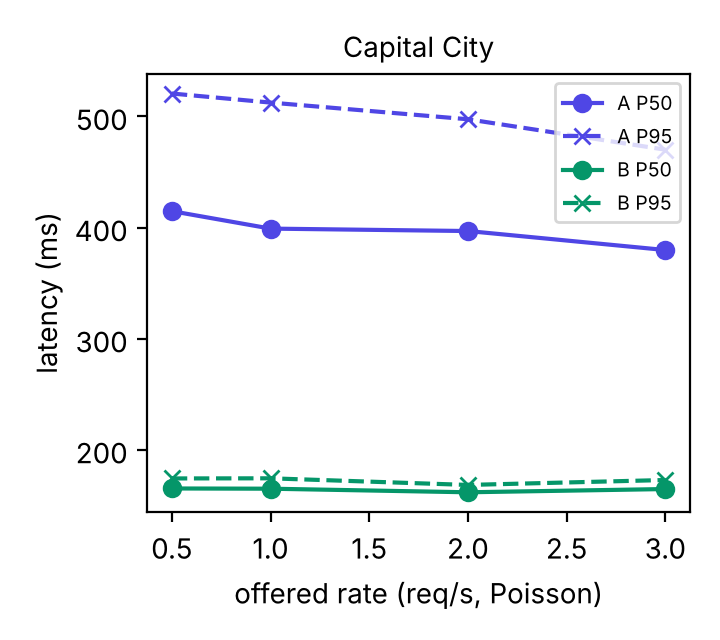 Capital City
500
400
300
200
latency (ms)
A P50
A P95
B P50
B P95
0.5 1.0 1.5 2.0 2.5 3.0
offered rate (req/s, Poisson)